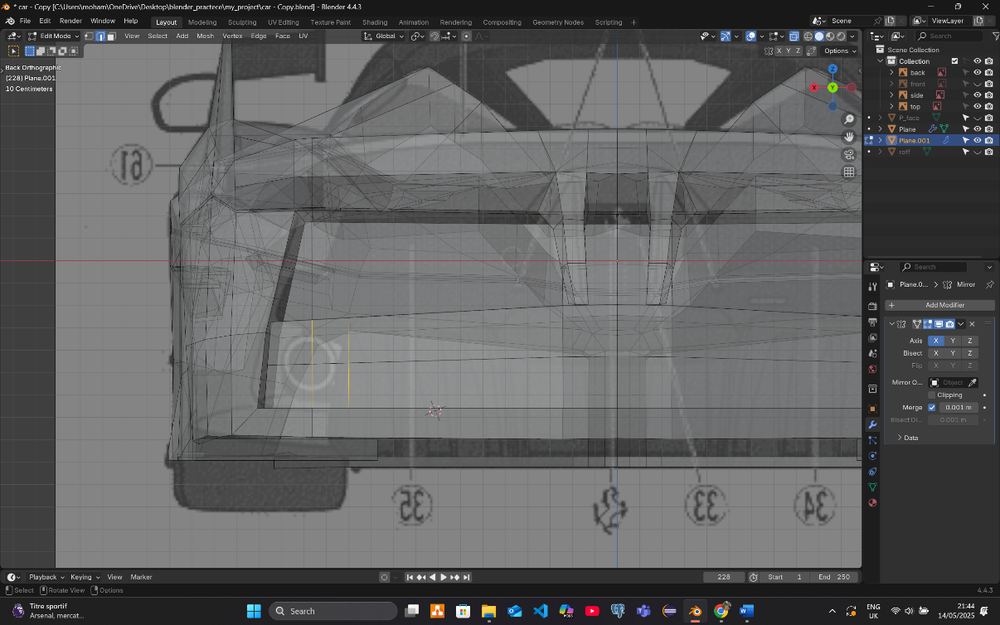 * car - Copy [C:\Users\moham\OneDrive\Desktop\blender_practece\my_project\car - Copy.blend] - Blender 4.4.3
File Edit Render Window Help Layout Modeling Sculpting UV Editing Texture Paint Shading Animation Rendering Compositing Geometry Nodes Scripting + Scene ViewLayer
Edit Mode View Select Add Mesh Vertex Edge Face UV Global Search
X Y Z Options
Back Orthographic
(228) Plane.001
10 Centimeters
Scene Collection
Collection
back
front
side
top
P_face
Plane
Plane.001
roff
Z
X
Y
61
35
33
34
Search
Plane.0... > Mirror
+ Add Modifier
Axis X Y Z
Bisect X Y Z
Flip X Y Z
Mirror O... Object
Clipping
Merge 0.001 m
Bisect Di... 0.001 m
Data
Playback Keying View Marker 228 Start 1 End 250
Select Rotate View Options 4.4.3
Titre sportif
Arsenal, mercat...
Search
ENG
UK
21:44
14/05/2025